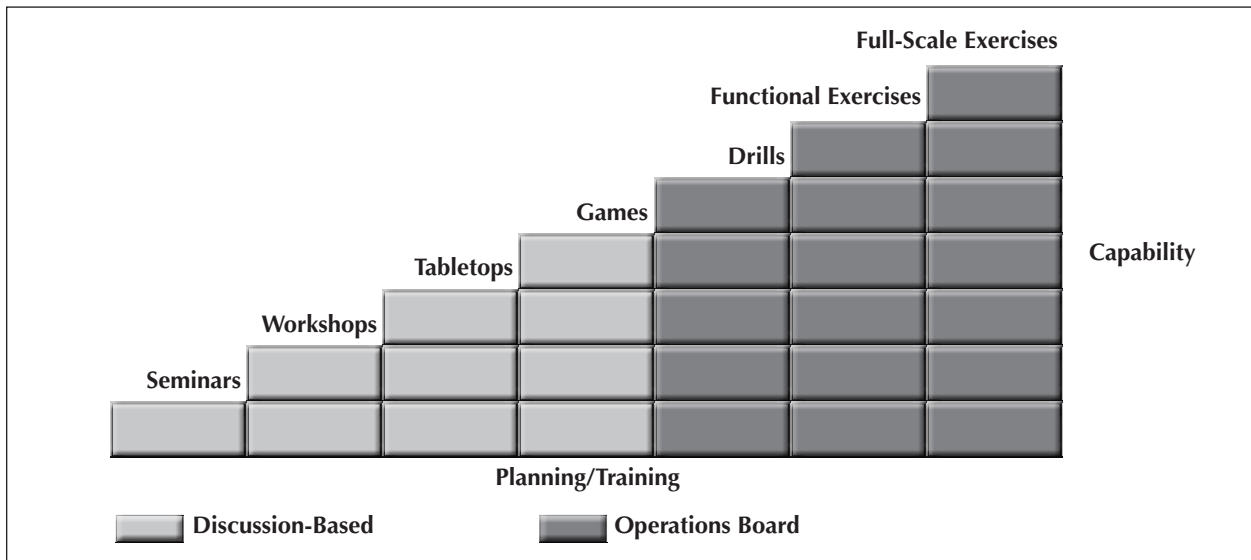 Full-Scale Exercises
Functional Exercises
Drills
Games
Tabletops
Workshops
Seminars
Capability
Planning/Training
Discussion-Based
Operations Board